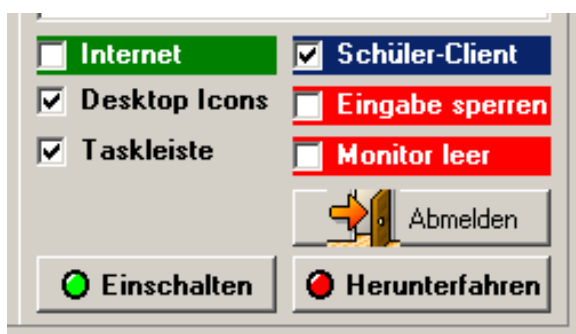 Internet
Schüler-Client
Desktop Icons
Eingabe sperren
Taskleiste
Monitor leer
Abmelden
Einschalten
Herunterfahren